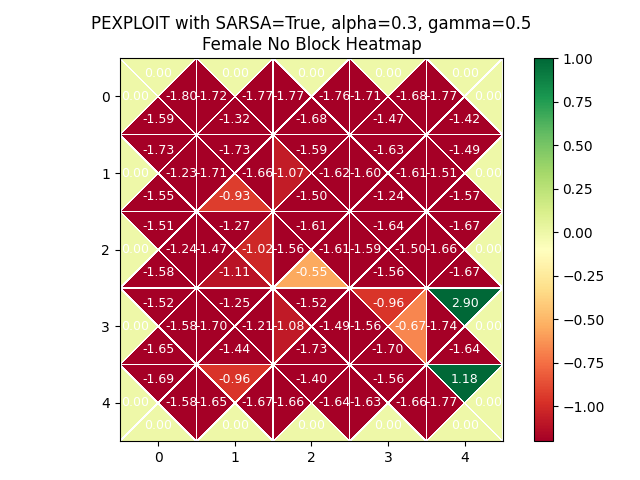 PEXPLOIT with SARSA=True, alpha=0.3, gamma=0.5
Female No Block Heatmap
0.00 0.00 0.00 0.00 0.00
0 0.00 -1.80 -1.72 -1.77 -1.77 -1.76 -1.71 -1.68 -1.77 0.00
-1.59 -1.32 -1.68 -1.47 -1.42
-1.73 -1.73 -1.59 -1.63 -1.49
1 0.00 -1.23 -1.71 -1.66 -1.07 -1.62 -1.60 -1.61 -1.51 0.00
-1.55 -0.93 -1.50 -1.24 -1.57
-1.51 -1.27 -1.61 -1.64 -1.67
2 0.00 -1.24 -1.47 -1.02 -1.56 -1.61 -1.59 -1.50 -1.66 0.00
-1.58 -1.11 -0.55 -1.56 -1.67
-1.52 -1.25 -1.52 -0.96 2.90
3 0.00 -1.58 -1.70 -1.21 -1.08 -1.49 -1.56 -0.67 -1.74 0.00
-1.65 -1.44 -1.73 -1.70 -1.64
-1.69 -0.96 -1.40 -1.56 1.18
4 0.00 -1.58 -1.65 -1.67 -1.66 -1.64 -1.63 -1.66 -1.77 0.00
0.00 0.00 0.00 0.00 0.00
0 1 2 3 4
1.00
0.75
0.50
0.25
0.00
−0.25
−0.50
−0.75
−1.00